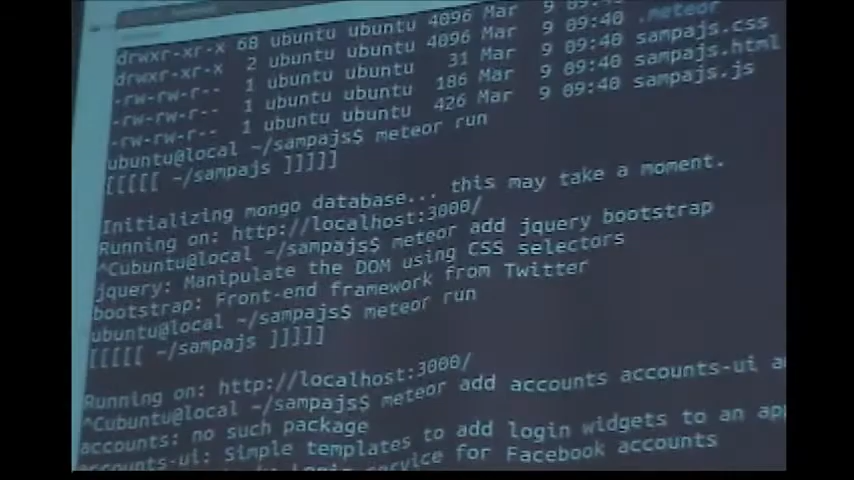 drwxr-xr-x 68 ubuntu ubuntu 4096 Mar 9 09:40 .meteor
drwxr-xr-x 2 ubuntu ubuntu 4096 Mar 9 09:40
-rw-rw-r-- 1 ubuntu ubuntu 31 Mar 9 09:40 sampajs.css
-rw-rw-r-- 1 ubuntu ubuntu 186 Mar 9 09:40 sampajs.html
-rw-rw-r-- 1 ubuntu ubuntu 426 Mar 9 09:40 sampajs.js
ubuntu@local ~/sampajs$ meteor run
[[[[[ ~/sampajs ]]]]]
Initializing mongo database... this may take a moment.
Running on: http://localhost:3000/
^Cubuntu@local ~/sampajs$ meteor add jquery bootstrap
jquery: Manipulate the DOM using CSS selectors
bootstrap: Front-end framework from Twitter
ubuntu@local ~/sampajs$ meteor run
[[[[[ ~/sampajs ]]]]]
Running on: http://localhost:3000/
^Cubuntu@local ~/sampajs$ meteor add accounts accounts-ui a
accounts: no such package
accounts-ui: Simple templates to add login widgets to an app
Login service for Facebook accounts